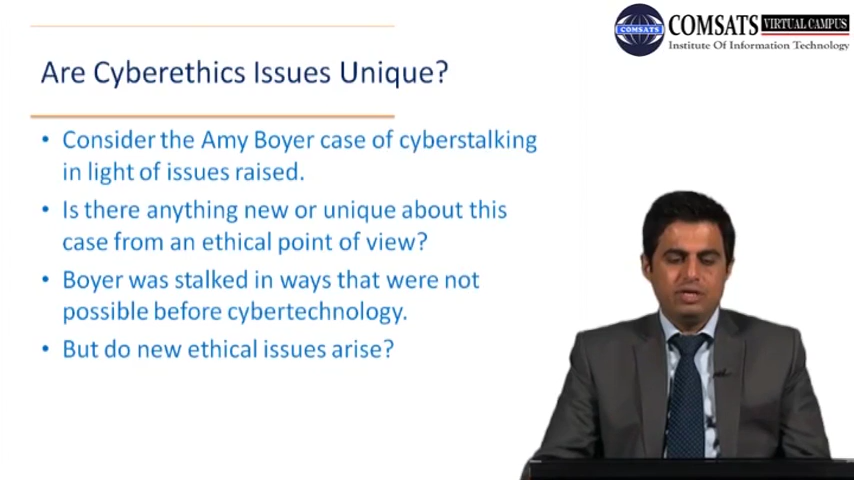 COMSATS VIRTUAL CAMPUS
COMSATS
Institute Of Information Technology
Are Cyberethics Issues Unique?
• Consider the Amy Boyer case of cyberstalking
in light of issues raised.
• Is there anything new or unique about this
case from an ethical point of view?
• Boyer was stalked in ways that were not
possible before cybertechnology.
• But do new ethical issues arise?